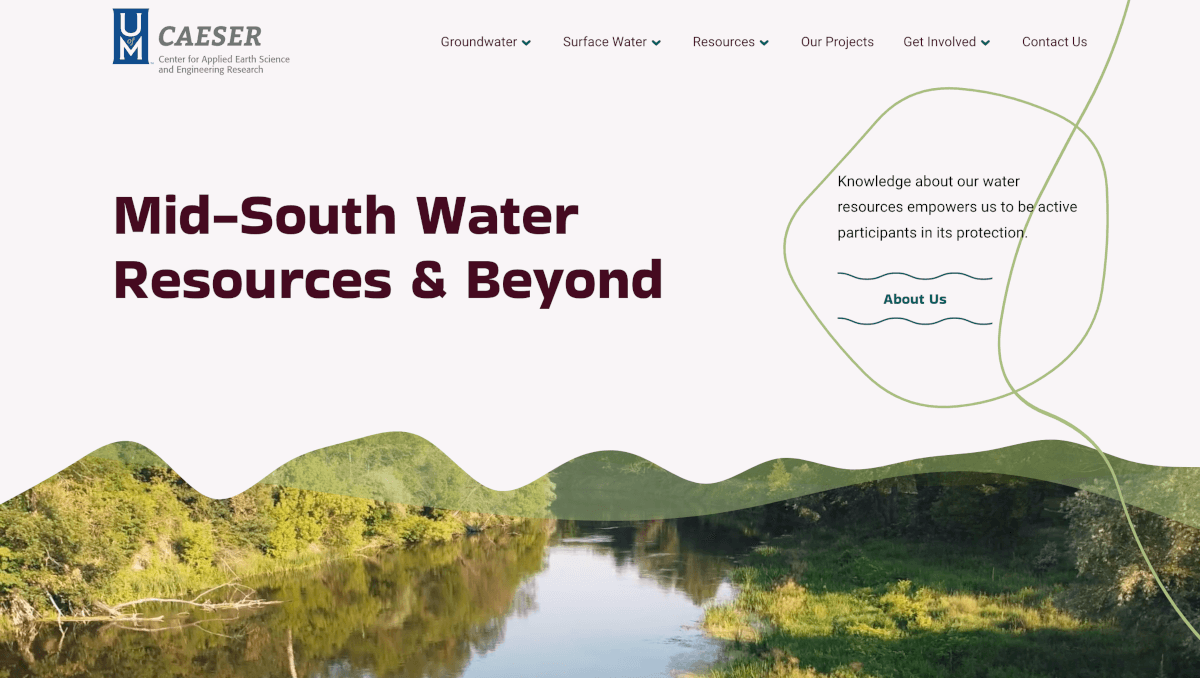 U
of
M
CAESER
Center for Applied Earth Science
and Engineering Research
Groundwater
Surface Water
Resources
Our Projects
Get Involved
Contact Us
Mid-South Water
Resources & Beyond
Knowledge about our water
resources empowers us to be active
participants in its protection.
About Us